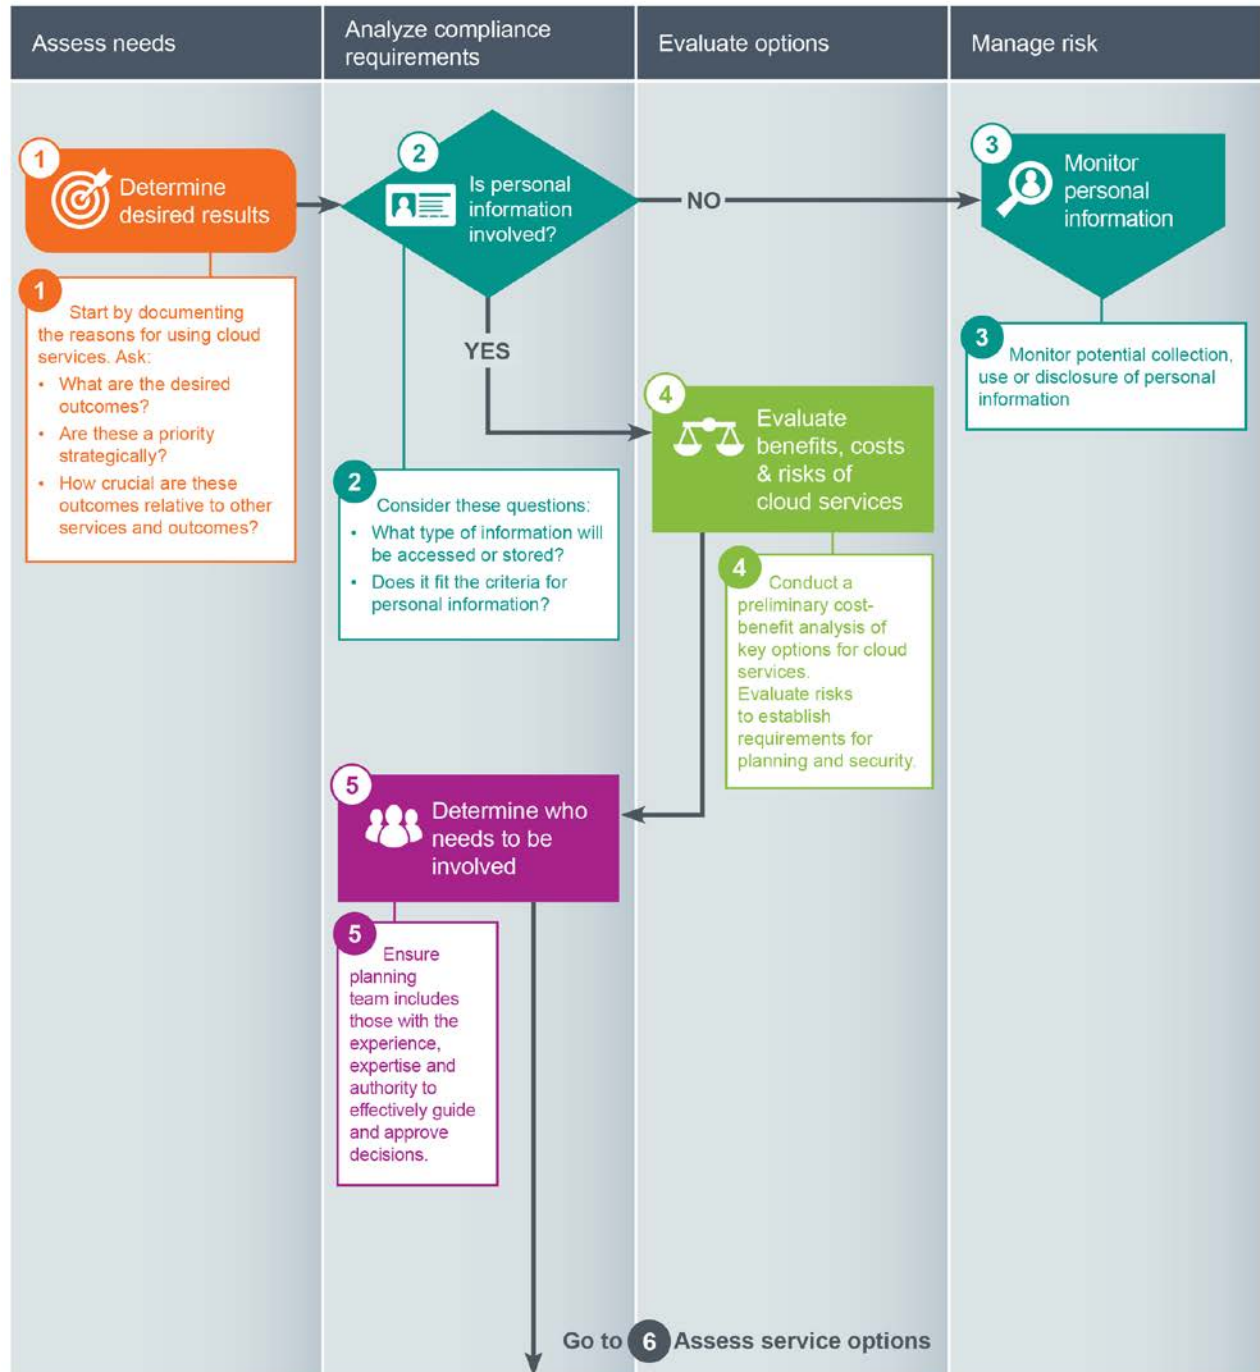 Assess needs
Analyze compliance
requirements
Evaluate options
Manage risk
1
Determine
desired results
2
Is personal
information
involved?
NO
3
Monitor
personal
information
1
Start by documenting
the reasons for using cloud
services. Ask:
• What are the desired
outcomes?
• Are these a priority
strategically?
• How crucial are these
outcomes relative to other
services and outcomes?
YES
3
Monitor potential collection,
use or disclosure of personal
information
4
Evaluate
benefits, costs
& risks of
cloud services
2
Consider these questions:
• What type of information will
be accessed or stored?
• Does it fit the criteria for
personal information?
4
Conduct a
preliminary cost-
benefit analysis of
key options for cloud
services.
Evaluate risks
to establish
requirements for
planning and security.
5
Determine who
needs to be
involved
5
Ensure
planning
team includes
those with the
experience,
expertise and
authority to
effectively guide
and approve
decisions.
Go to 6 Assess service options